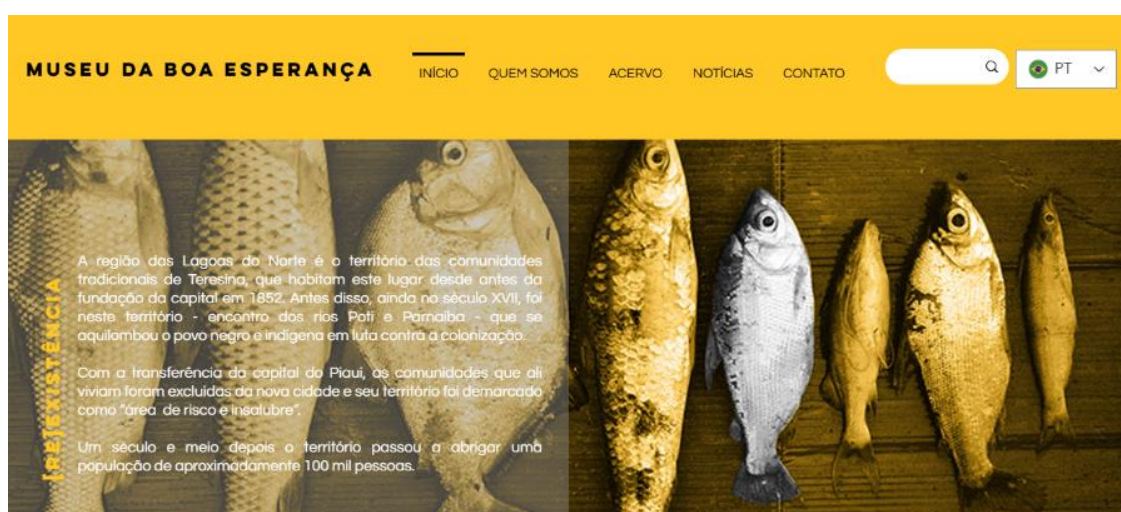 MUSEU DA BOA ESPERANÇA
INÍCIO QUEM SOMOS ACERVO NOTÍCIAS CONTATO
PT
[RE]EXISTÊNCIA
A região das Lagoas do Norte é o território das comunidades
tradicionais de Teresina, que habitam este lugar desde antes da
fundação da capital em 1852. Antes disso, ainda no século XVII, foi
neste território - encontro dos rios Poti e Parnaíba - que se
aquilombou o povo negro e indígena em luta contra a colonização.
Com a transferência da capital do Piauí, as comunidades que ali
viviam foram excluídas da nova cidade e seu território foi demarcado
como "área de risco e insalubre".
Um século e meio depois o território passou a abrigar uma
população de aproximadamente 100 mil pessoas.